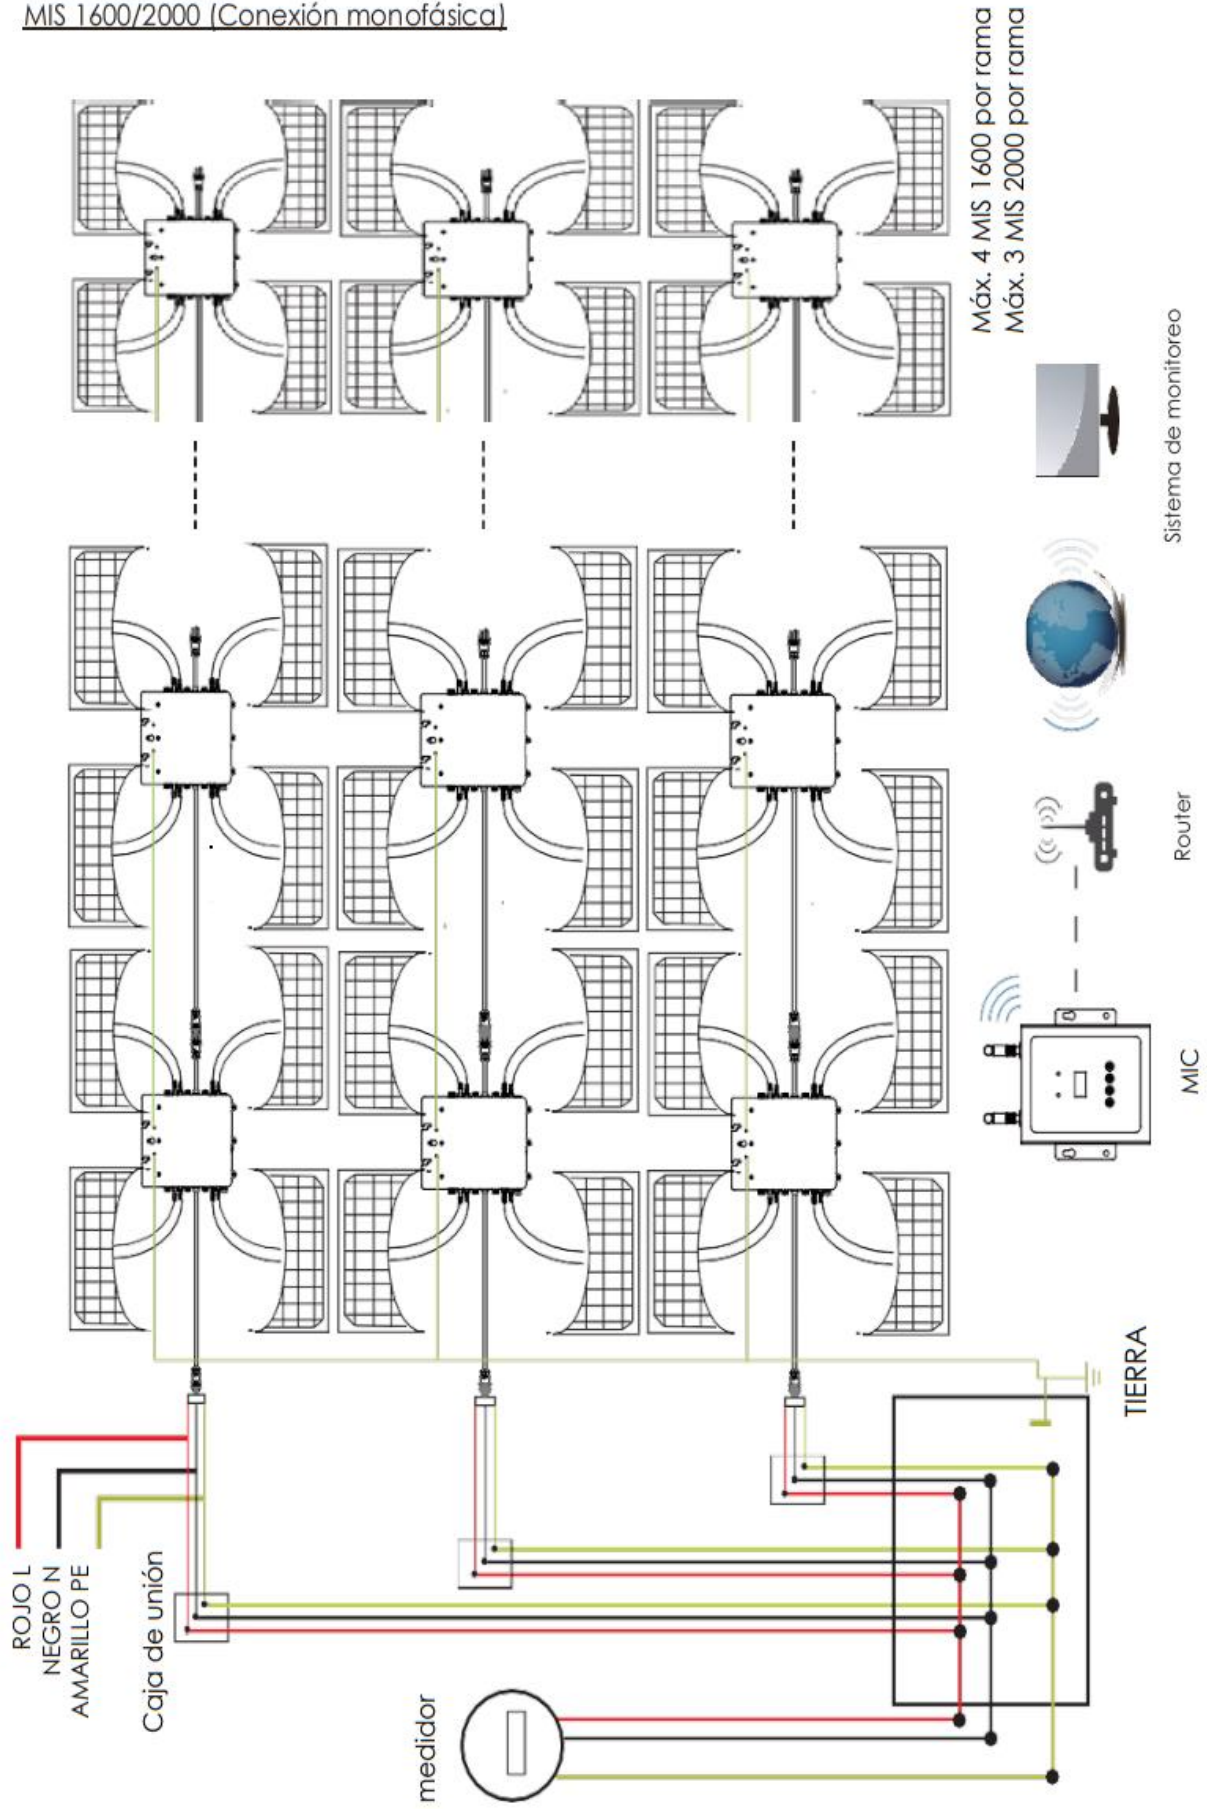 MIS 1600/2000 (Conexión monofásica)
ROJO L
NEGRO N
AMARILLO PE
Caja de unión
medidor
Máx. 4 MIS 1600 por rama
Máx. 3 MIS 2000 por rama
TIERRA
MIC
Router
Sistema de monitoreo